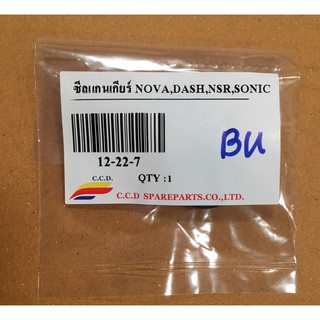 ซีลแกนเกียร์ NOVA,DASH,NSR,SONIC
BU
12-22-7
C.C.D.
QTY :1
C.C.D SPAREPARTS.CO.,LTD.